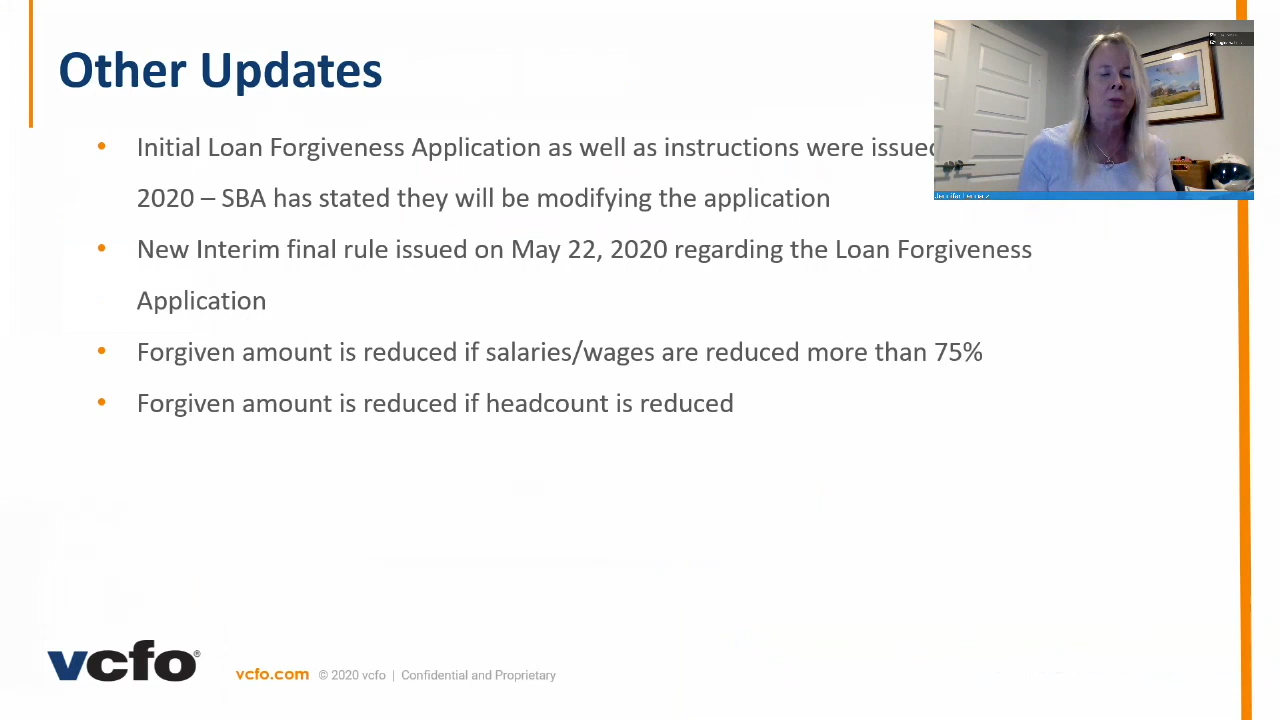 Other Updates
• Initial Loan Forgiveness Application as well as instructions were issued
2020 – SBA has stated they will be modifying the application
• New Interim final rule issued on May 22, 2020 regarding the Loan Forgiveness
Application
• Forgiven amount is reduced if salaries/wages are reduced more than 75%
• Forgiven amount is reduced if headcount is reduced
vcfo® vcfo.com © 2020 vcfo | Confidential and Proprietary